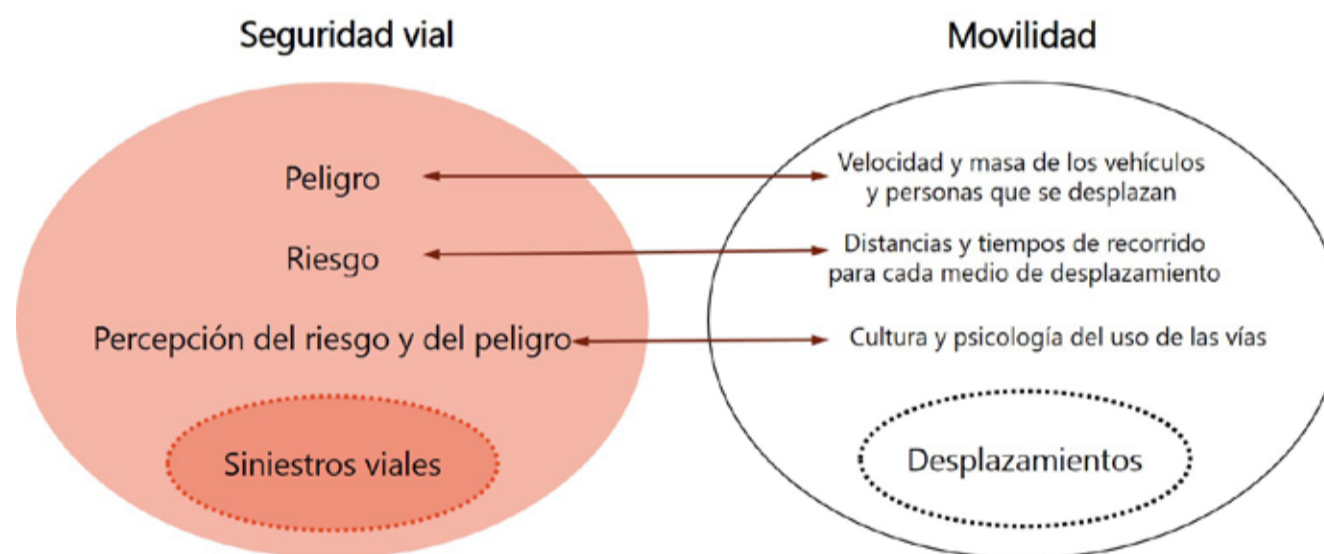 Seguridad vial
Movilidad
Peligro
Velocidad y masa de los vehículos
y personas que se desplazan
Riesgo
Distancias y tiempos de recorrido
para cada medio de desplazamiento
Percepción del riesgo y del peligro
Cultura y psicología del uso de las vías
Siniestros viales
Desplazamientos